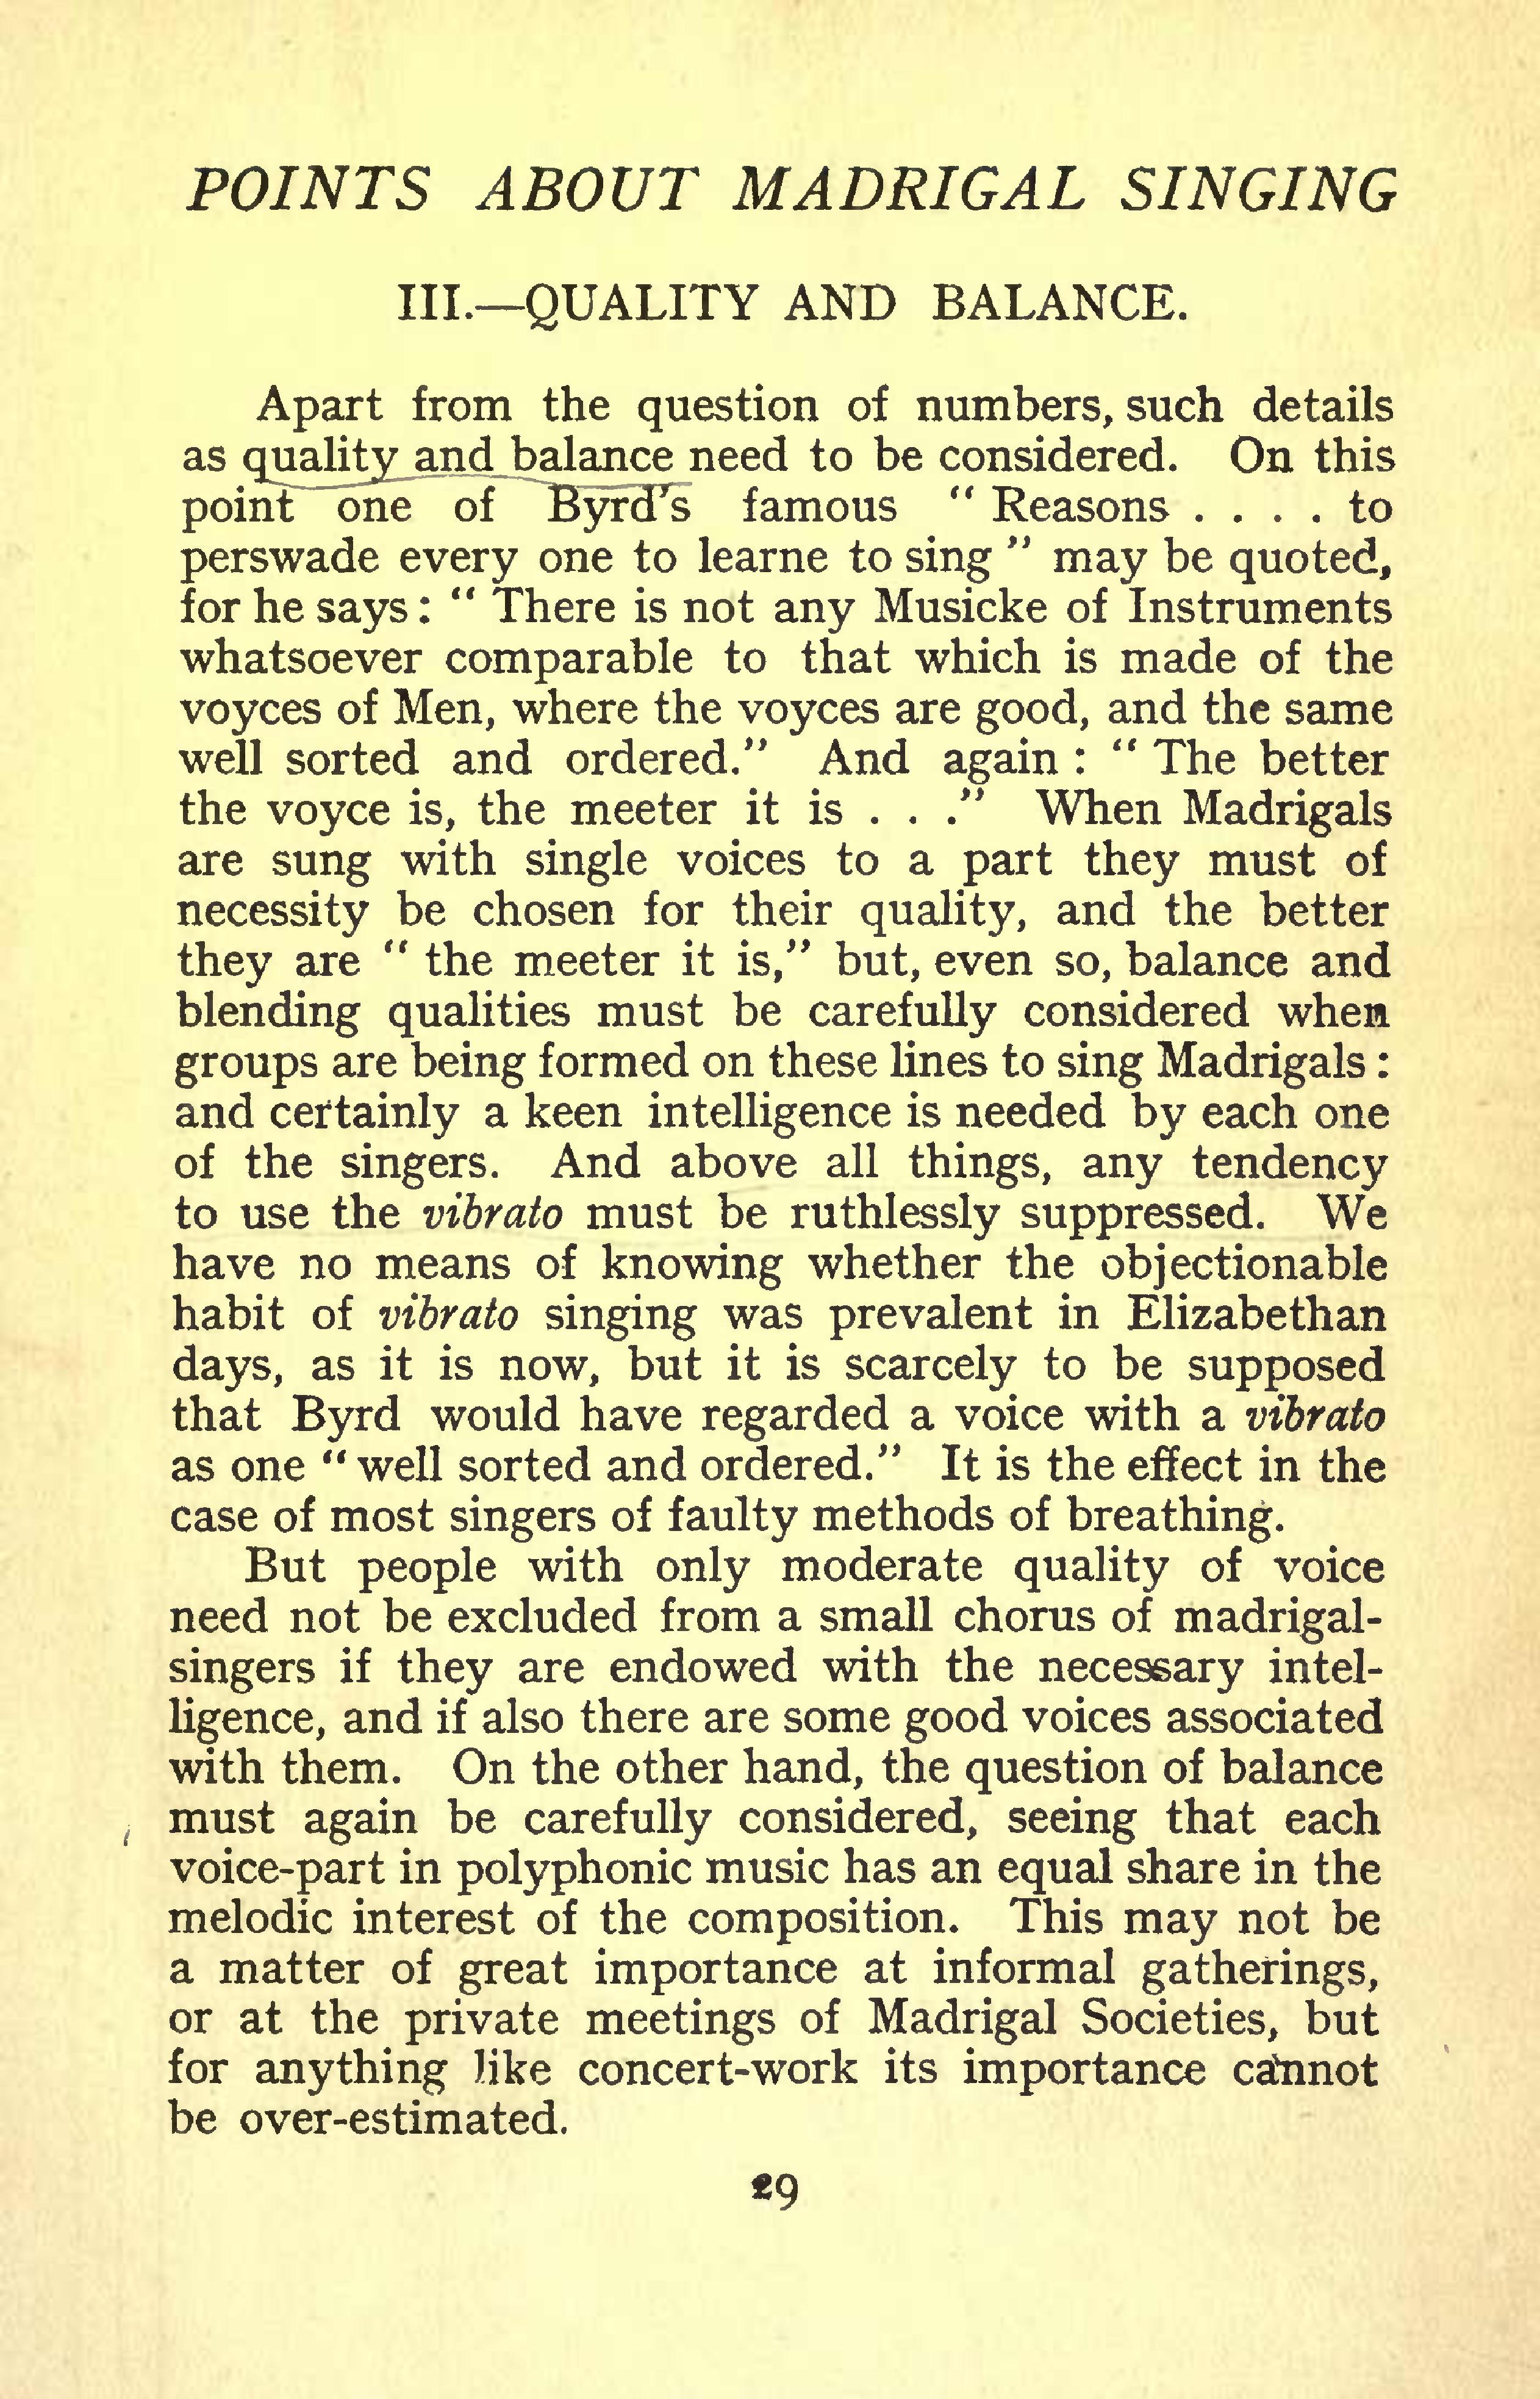 POINTS ABOUT MADRIGAL SINGING
III.—QUALITY AND BALANCE.
Apart from the question of numbers, such details
as quality and balance need to be considered. On this
point one of Byrd's famous " Reasons . . . . to
perswade every one to learne to sing " may be quoted,
for he says : " There is not any Musicke of Instruments
whatsoever comparable to that which is made of the
voyces of Men, where the voyces are good, and the same
well sorted and ordered." And again : " The better
the voyce is, the meeter it is . . ." When Madrigals
are sung with single voices to a part they must of
necessity be chosen for their quality, and the better
they are " the meeter it is," but, even so, balance and
blending qualities must be carefully considered when
groups are being formed on these lines to sing Madrigals :
and certainly a keen intelligence is needed by each one
of the singers. And above all things, any tendency
to use the vibrato must be ruthlessly suppressed. We
have no means of knowing whether the objectionable
habit of vibrato singing was prevalent in Elizabethan
days, as it is now, but it is scarcely to be supposed
that Byrd would have regarded a voice with a vibrato
as one " well sorted and ordered." It is the effect in the
case of most singers of faulty methods of breathing.
But people with only moderate quality of voice
need not be excluded from a small chorus of madrigal-
singers if they are endowed with the necessary intel-
ligence, and if also there are some good voices associated
with them. On the other hand, the question of balance
must again be carefully considered, seeing that each
voice-part in polyphonic music has an equal share in the
melodic interest of the composition. This may not be
a matter of great importance at informal gatherings,
or at the private meetings of Madrigal Societies, but
for anything like concert-work its importance cannot
be over-estimated.
29